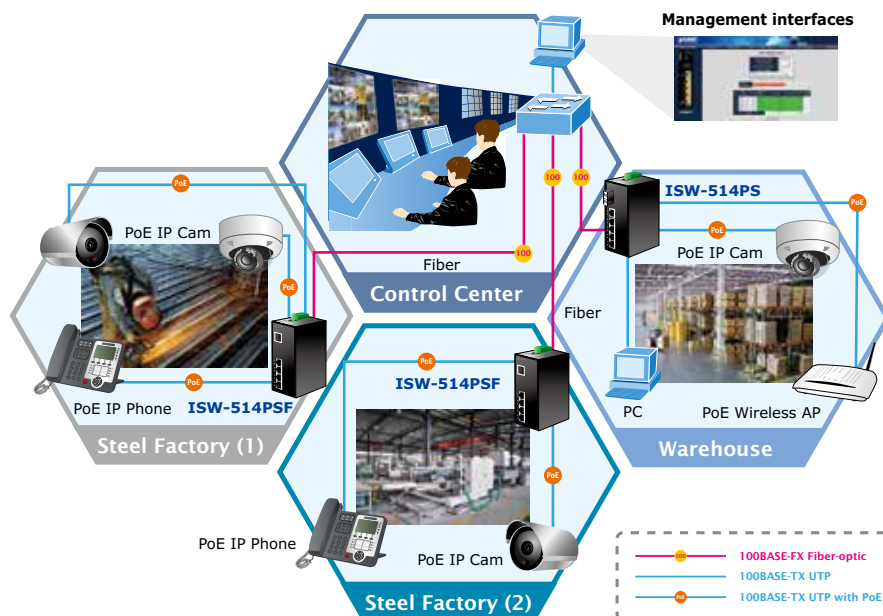 Management interfaces
PoE
100
100
ISW-514PS
PoE
PoE IP Cam
PoE
PoE IP Cam
100
Fiber
Control Center
PoE
Fiber
PoE
PoE
PoE IP Phone
ISW-514PSF
ISW-514PSF
PC
PoE Wireless AP
Steel Factory (1)
Warehouse
PoE
PoE IP Phone
PoE IP Cam
Steel Factory (2)
100
100BASE-FX Fiber-optic
100BASE-TX UTP
PoE
100BASE-TX UTP with PoE